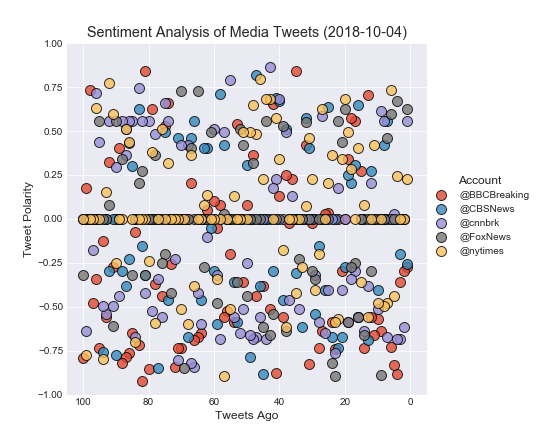 Sentiment Analysis of Media Tweets (2018-10-04)
1.00
0.75
0.50
0.25
0.00
−0.25
−0.50
−0.75
−1.00
Tweet Polarity
100
80
60
40
20
0
Tweets Ago
Account
@BBCBreaking
@CBSNews
@cnnbrk
@FoxNews
@nytimes